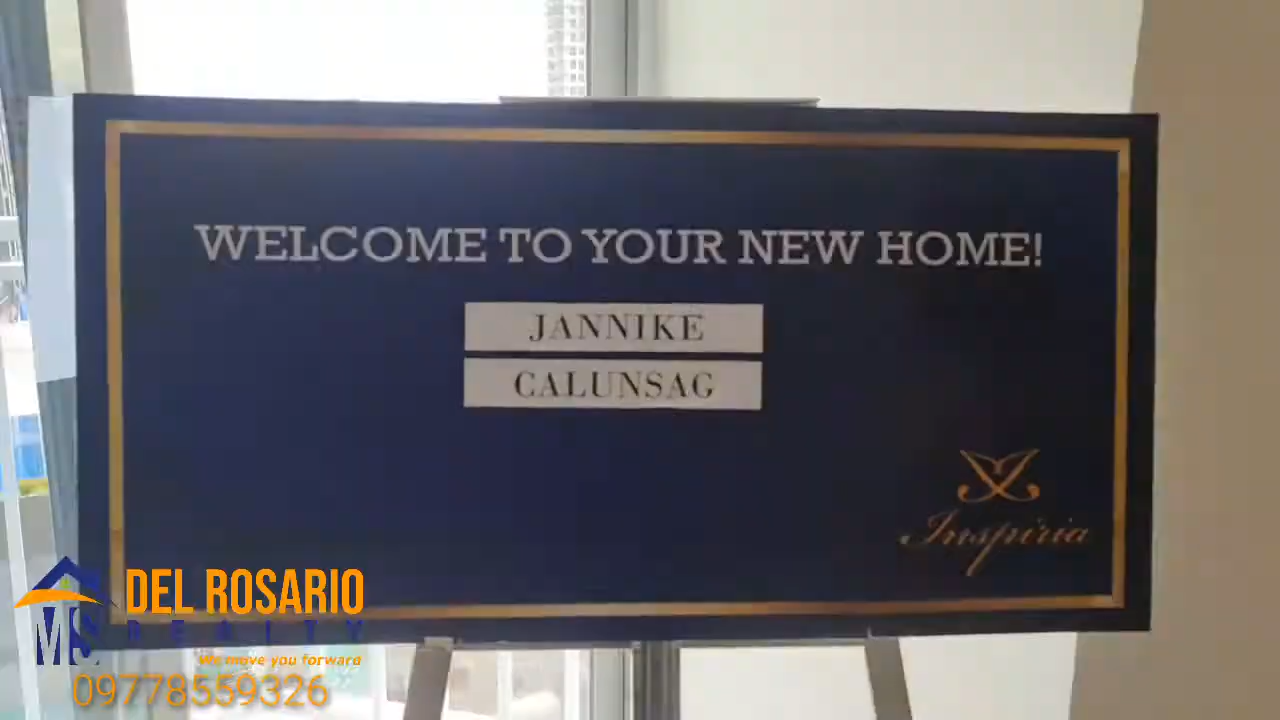 WELCOME TO YOUR NEW HOME!
JANNIKE
CALUNSAG
Inspiria
DEL ROSARIO
REALTY
We move you forward
09778559326